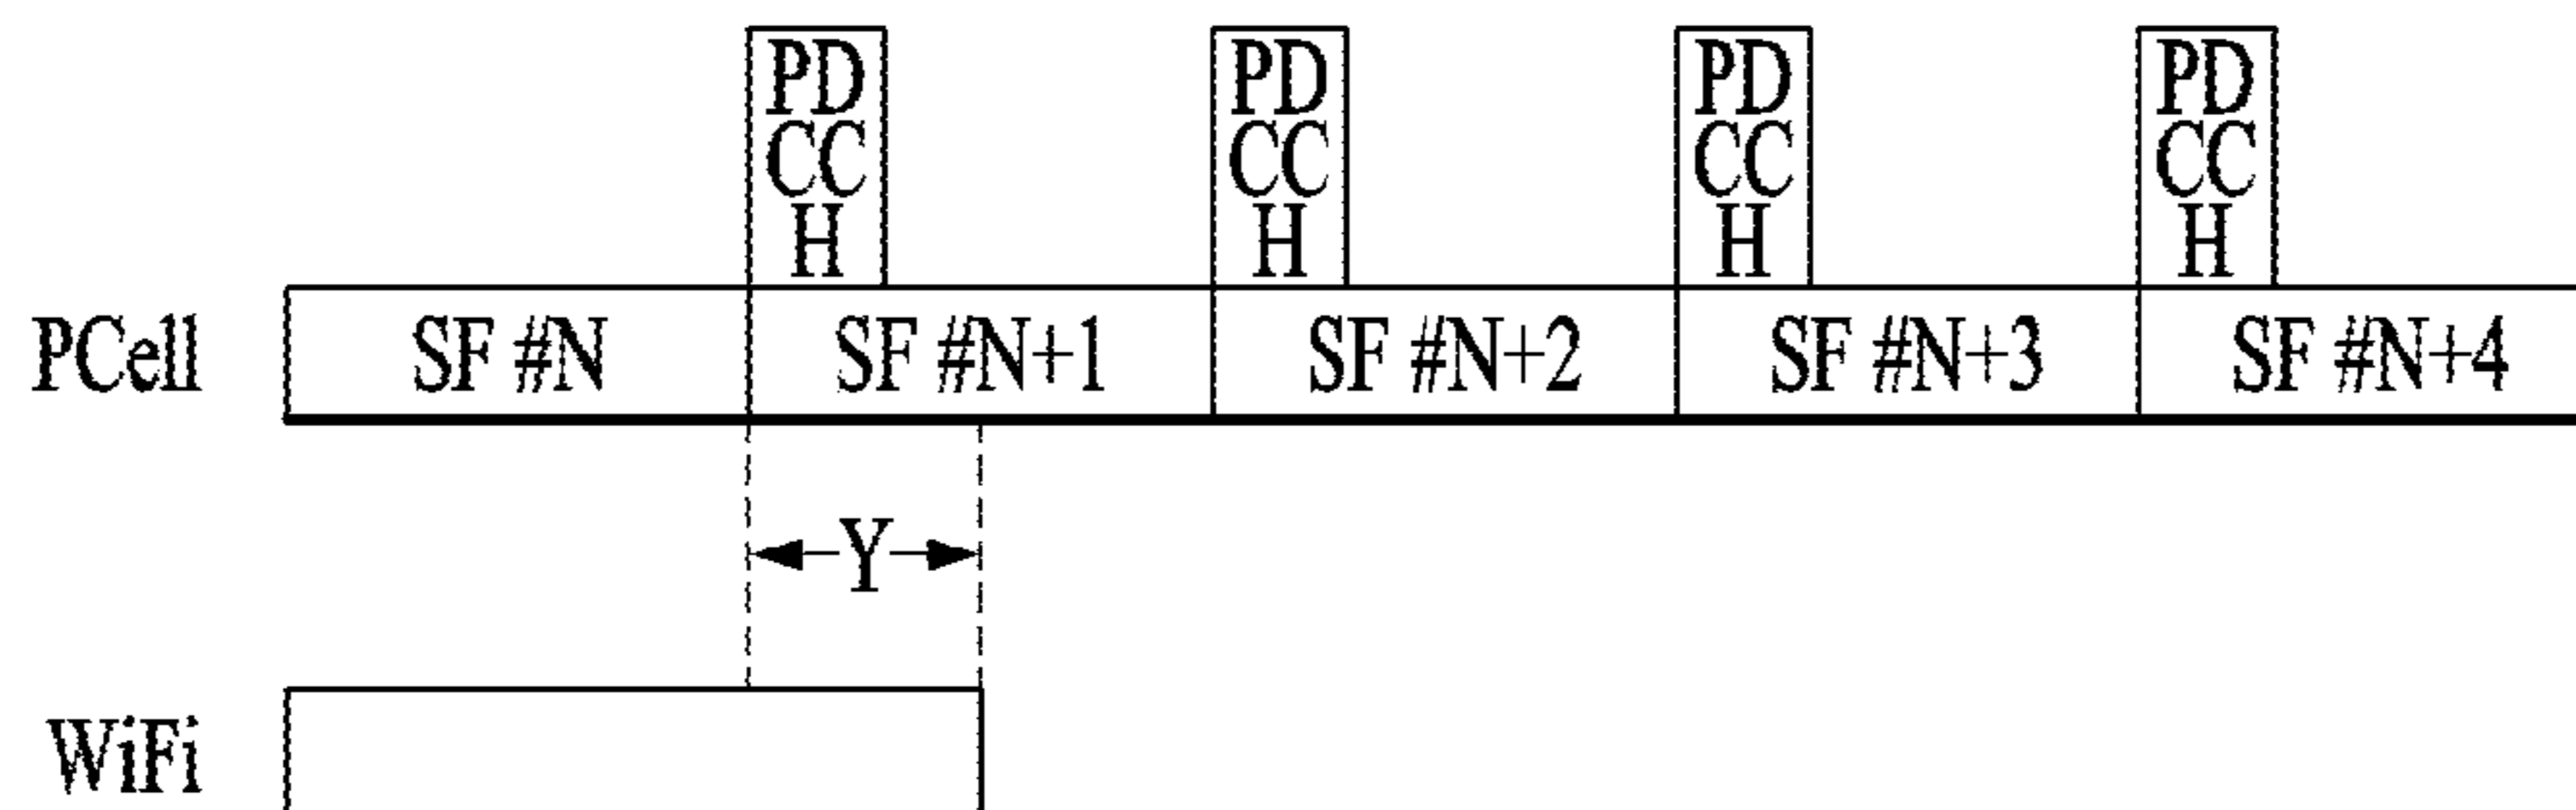 PD
CC
H
PD
CC
H
PD
CC
H
PD
CC
H
PCell
SF #N
SF #N+1
SF #N+2
SF #N+3
SF #N+4
Y
WiFi